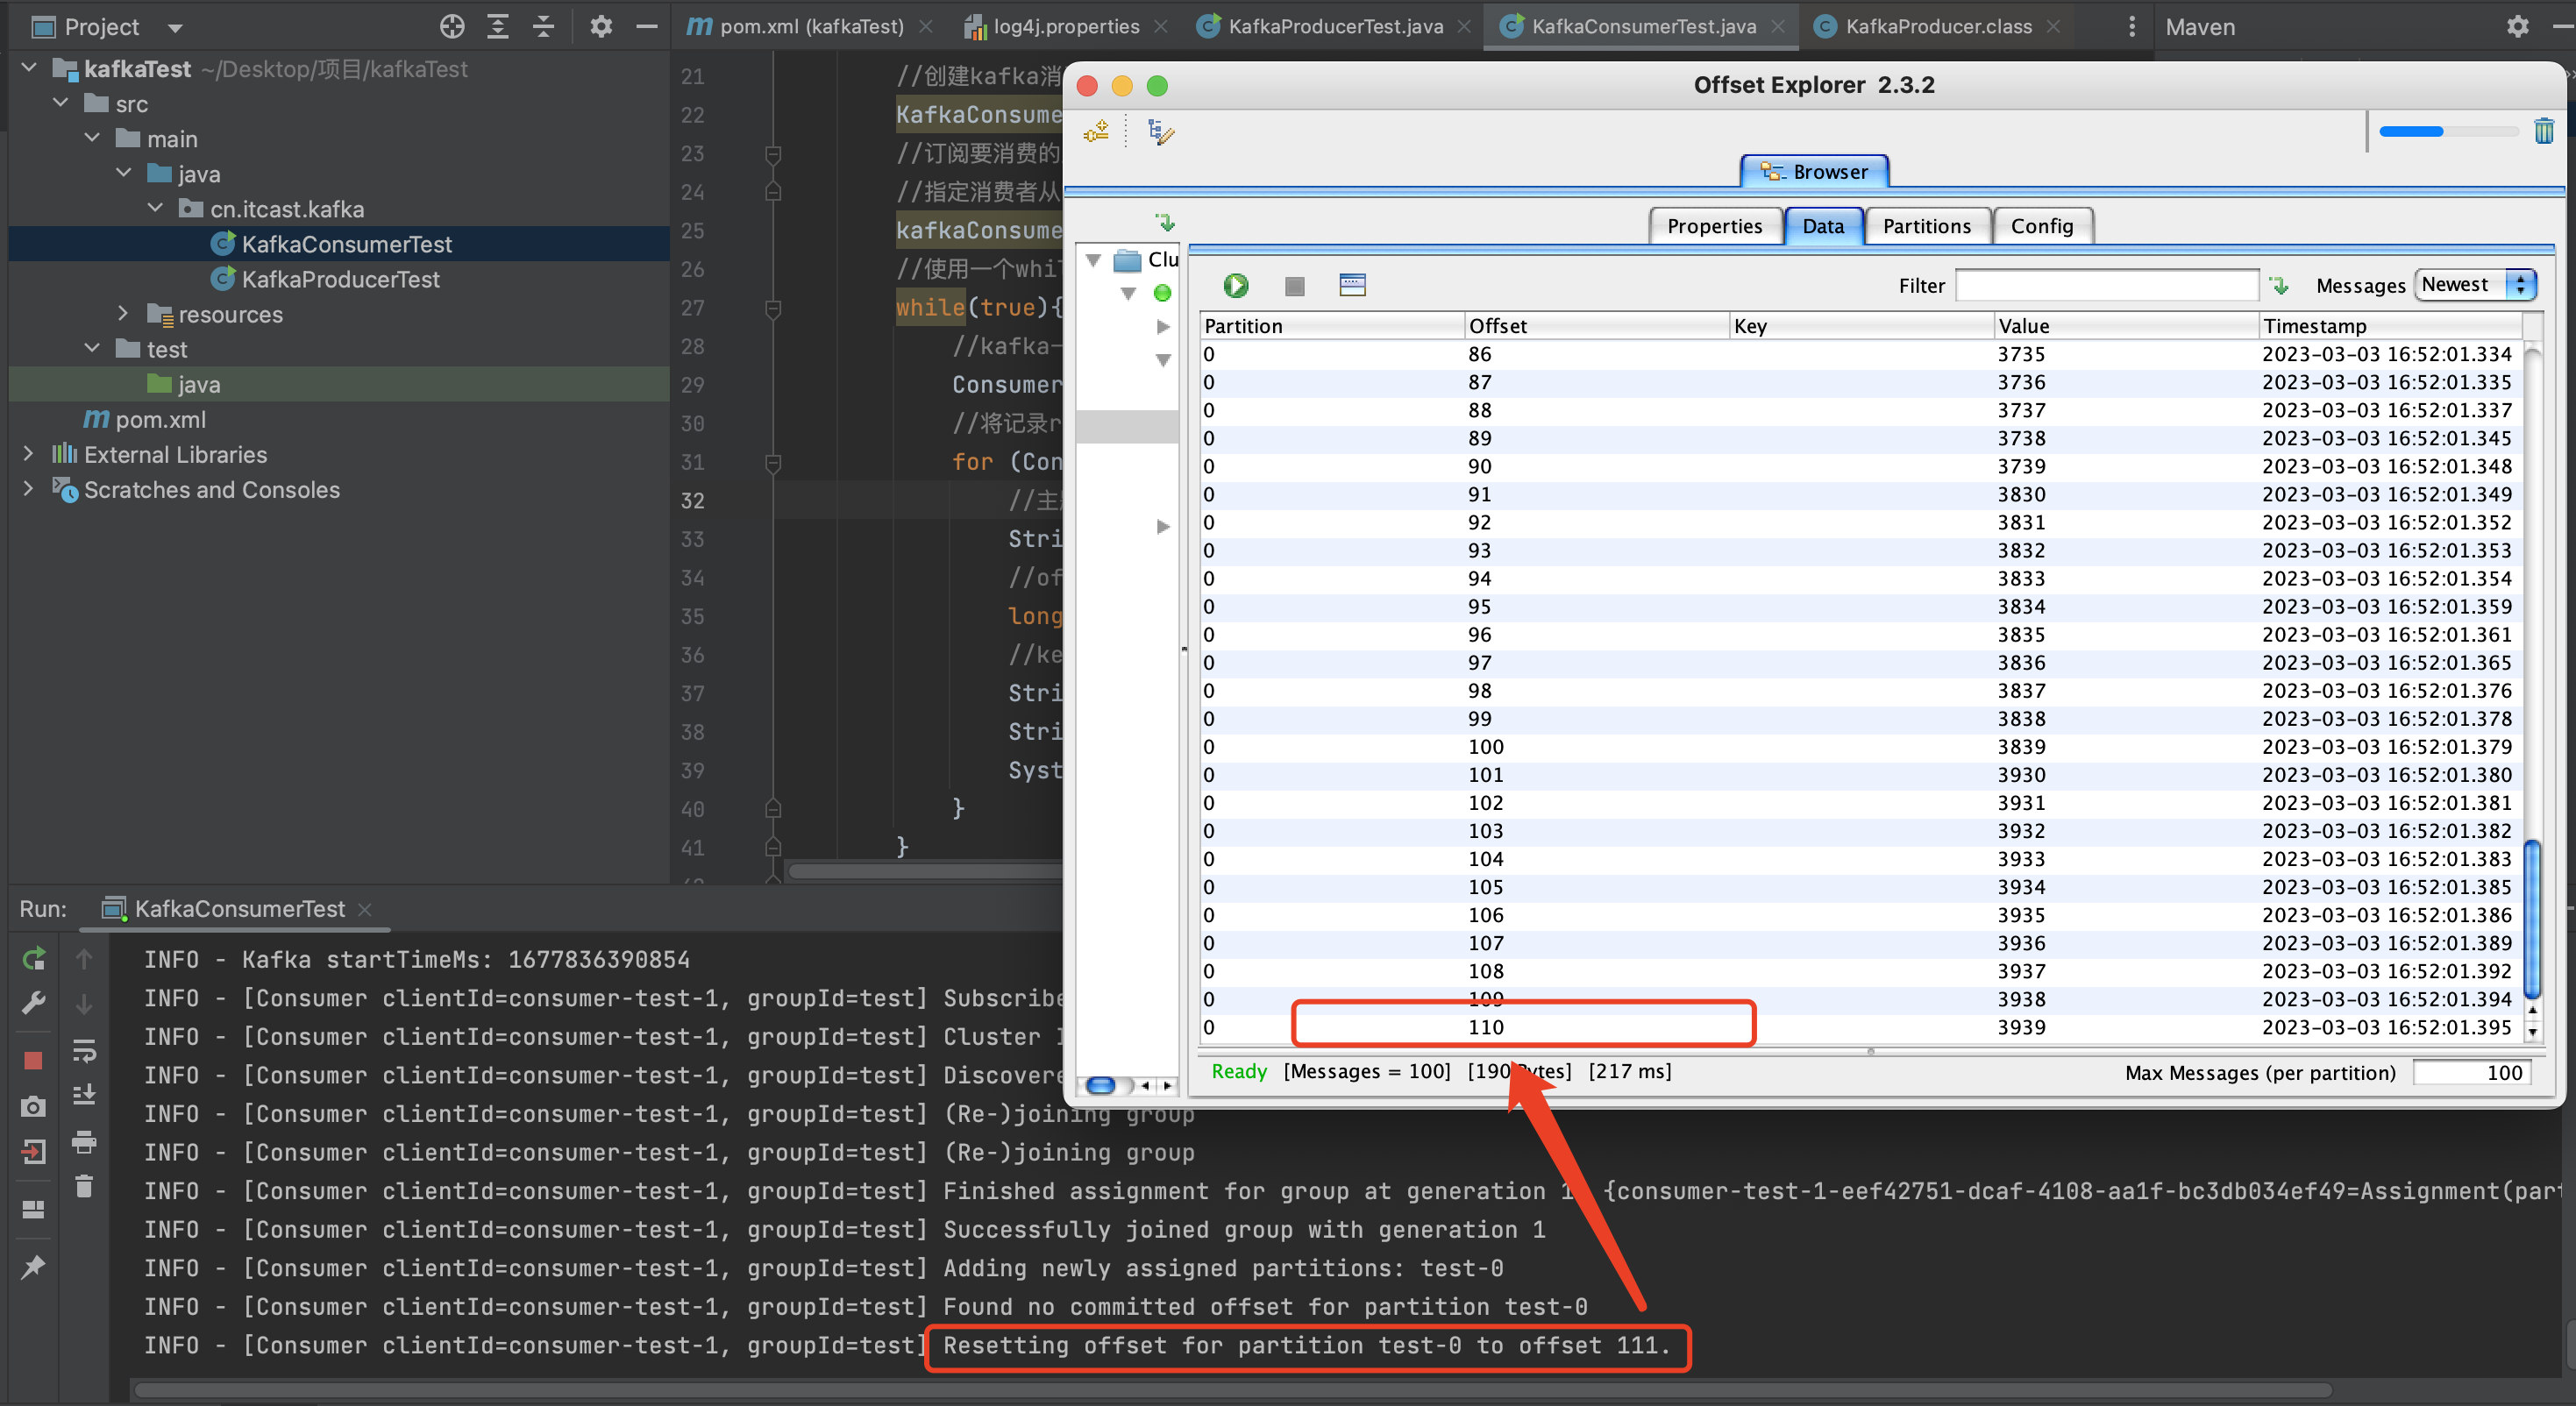 Project
pom.xml (kafkaTest)
log4j.properties
KafkaProducerTest.java
KafkaConsumerTest.java
KafkaProducer.class
Maven
kafkaTest ~/Desktop/项目/kafkaTest
src
main
java
cn.itcast.kafka
KafkaConsumerTest
KafkaProducerTest
resources
test
java
pom.xml
External Libraries
Scratches and Consoles
21 //创建kafka消
22 KafkaConsume
23 //订阅要消费的
24 //指定消费者从
25 kafkaConsume
26 //使用一个whil
27 while(true){
28 //kafka一
29 Consumer
30 //将记录r
31 for (Con
32 //主
33 Stri
34 //of
35 long
36 //ke
37 Stri
38 Stri
39 Syst
40 }
41 }
Offset Explorer 2.3.2
Browser
Clu
Properties Data Partitions Config
Filter Messages Newest
Partition Offset Key Value Timestamp
0 86 3735 2023-03-03 16:52:01.334
0 87 3736 2023-03-03 16:52:01.335
0 88 3737 2023-03-03 16:52:01.337
0 89 3738 2023-03-03 16:52:01.345
0 90 3739 2023-03-03 16:52:01.348
0 91 3830 2023-03-03 16:52:01.349
0 92 3831 2023-03-03 16:52:01.352
0 93 3832 2023-03-03 16:52:01.353
0 94 3833 2023-03-03 16:52:01.354
0 95 3834 2023-03-03 16:52:01.359
0 96 3835 2023-03-03 16:52:01.361
0 97 3836 2023-03-03 16:52:01.365
0 98 3837 2023-03-03 16:52:01.376
0 99 3838 2023-03-03 16:52:01.378
0 100 3839 2023-03-03 16:52:01.379
0 101 3930 2023-03-03 16:52:01.380
0 102 3931 2023-03-03 16:52:01.381
0 103 3932 2023-03-03 16:52:01.382
0 104 3933 2023-03-03 16:52:01.383
0 105 3934 2023-03-03 16:52:01.385
0 106 3935 2023-03-03 16:52:01.386
0 107 3936 2023-03-03 16:52:01.389
0 108 3937 2023-03-03 16:52:01.392
0 109 3938 2023-03-03 16:52:01.394
0 110 3939 2023-03-03 16:52:01.395
Ready [Messages = 100] [190 Bytes] [217 ms] Max Messages (per partition) 100
Run: KafkaConsumerTest
INFO - Kafka startTimeMs: 1677836390854
INFO - [Consumer clientId=consumer-test-1, groupId=test] Subscribe
INFO - [Consumer clientId=consumer-test-1, groupId=test] Cluster I
INFO - [Consumer clientId=consumer-test-1, groupId=test] Discovere
INFO - [Consumer clientId=consumer-test-1, groupId=test] (Re-)joining group
INFO - [Consumer clientId=consumer-test-1, groupId=test] (Re-)joining group
INFO - [Consumer clientId=consumer-test-1, groupId=test] Finished assignment for group at generation 1 {consumer-test-1-eef42751-dcaf-4108-aa1f-bc3db034ef49=Assignment(part
INFO - [Consumer clientId=consumer-test-1, groupId=test] Successfully joined group with generation 1
INFO - [Consumer clientId=consumer-test-1, groupId=test] Adding newly assigned partitions: test-0
INFO - [Consumer clientId=consumer-test-1, groupId=test] Found no committed offset for partition test-0
INFO - [Consumer clientId=consumer-test-1, groupId=test] Resetting offset for partition test-0 to offset 111.